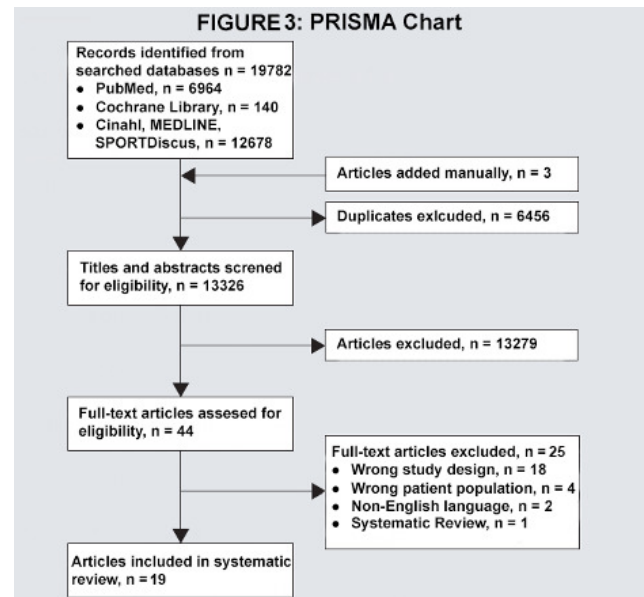 FIGURE 3: PRISMA Chart
Records identified from
searched databases n = 19782
● PubMed, n = 6964
● Cochrane Library, n = 140
● Cinahl, MEDLINE,
SPORTDiscus, n = 12678
Articles added manually, n = 3
Duplicates exlcuded, n = 6456
Titles and abstracts screned
for eligibility, n = 13326
Articles excluded, n = 13279
Full-text articles assesed for
eligibility, n = 44
Full-text articles excluded, n = 25
● Wrong study design, n = 18
● Wrong patient population, n = 4
● Non-English language, n = 2
● Systematic Review, n = 1
Articles included in systematic
review, n = 19